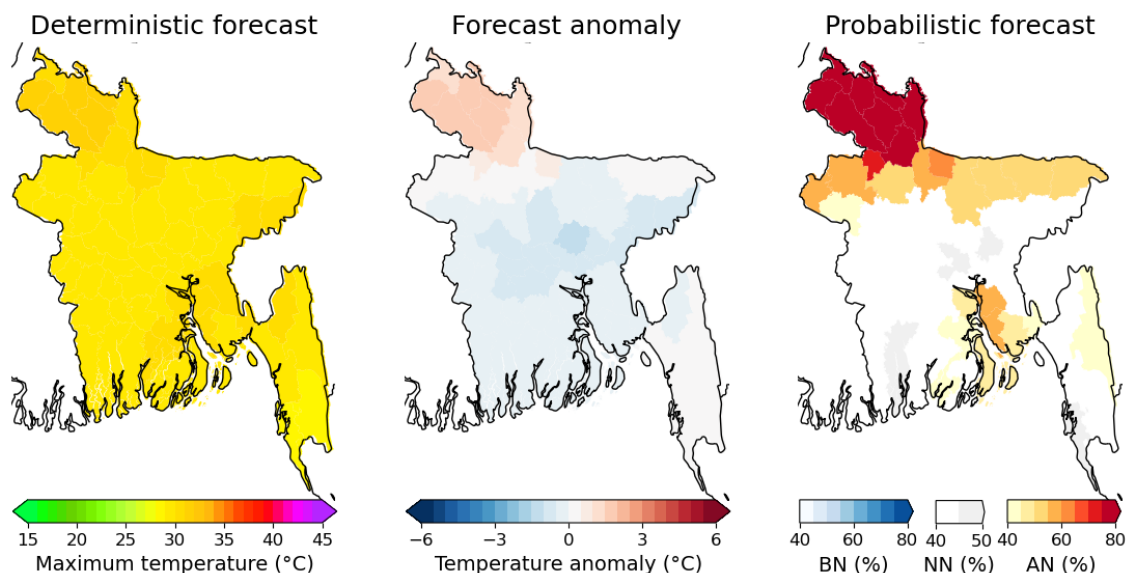 Deterministic forecast
Forecast anomaly
Probabilistic forecast
15 20 25 30 35 40 45
Maximum temperature (°C)
−6 −3 0 3 6
Temperature anomaly (°C)
40 60 80
BN (%)
40 50
NN (%)
40 60 80
AN (%)